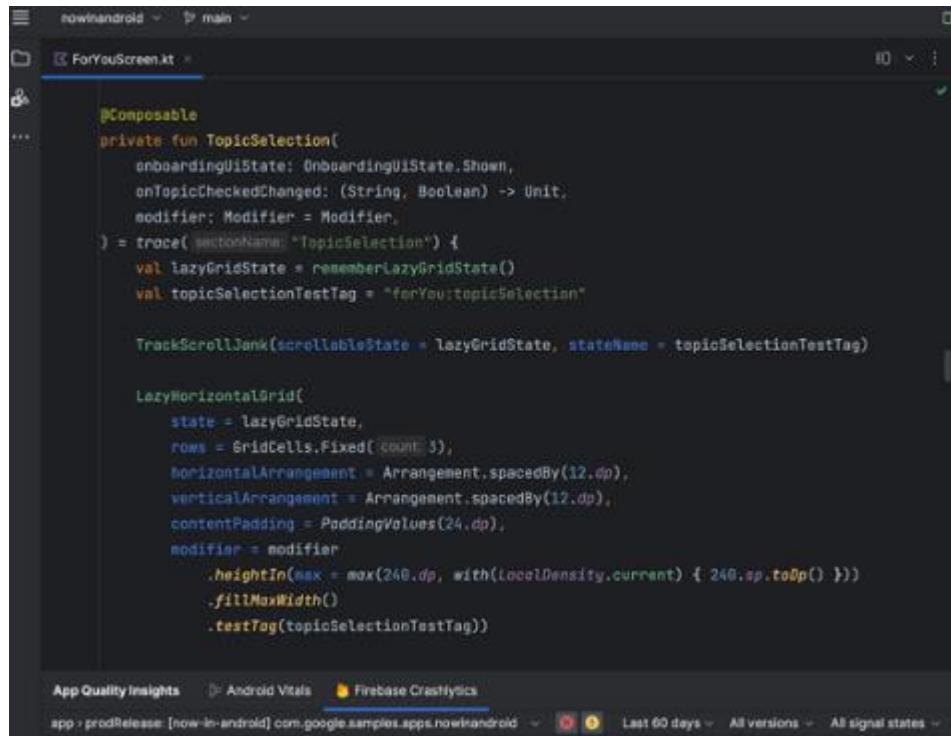 nowinandroid main
ForYouScreen.kt
@Composable
private fun TopicSelection(
onboardingUiState: OnboardingUiState.Shown,
onTopicCheckedChanged: (String, Boolean) -> Unit,
modifier: Modifier = Modifier,
) = trace( sectionName: "TopicSelection") {
val lazyGridState = rememberLazyGridState()
val topicSelectionTestTag = "forYou:topicSelection"
TrackScrollJank(scrollableState = lazyGridState, stateName = topicSelectionTestTag)
LazyHorizontalGrid(
state = lazyGridState,
rows = GridCells.Fixed( count: 3),
horizontalArrangement = Arrangement.spacedBy(12.dp),
verticalArrangement = Arrangement.spacedBy(12.dp),
contentPadding = PaddingValues(24.dp),
modifier = modifier
.heightIn(max = max(240.dp, with(LocalDensity.current) { 240.sp.toDp() }))
.fillMaxWidth()
.testTag(topicSelectionTestTag))
App Quality Insights Android Vitals Firebase Crashlytics
app › prodRelease: [now-in-android] com.google.samples.apps.nowinandroid Last 60 days All versions All signal states